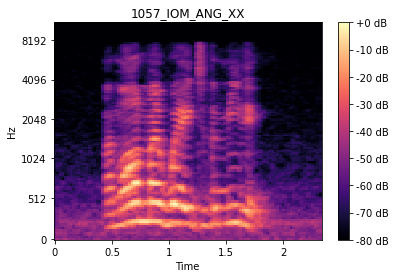 1057_IOM_ANG_XX
+0 dB
8192
-10 dB
4096
-20 dB
-30 dB
Hz
2048
-40 dB
1024
-50 dB
512
-60 dB
-70 dB
0
-80 dB
0 0.5 1 1.5 2
Time